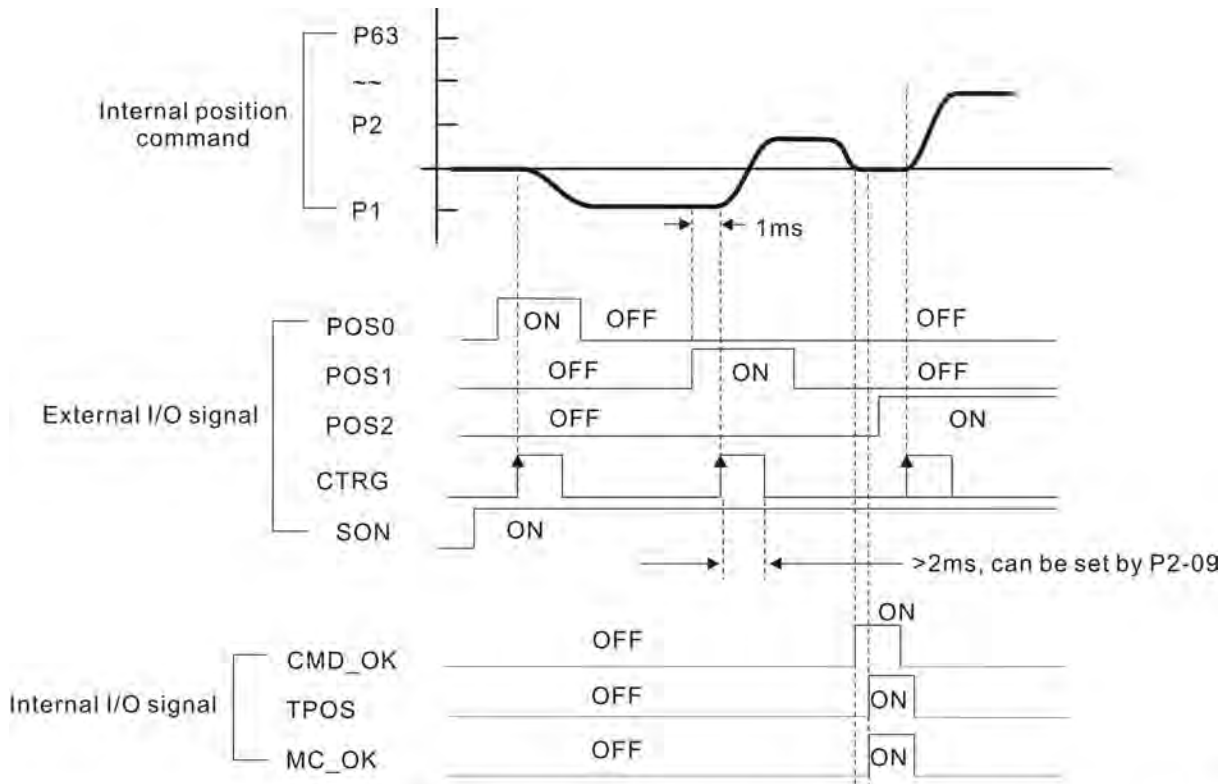 P63
~~
Internal position
command
P2
P1
1ms
POS0
ON
OFF
OFF
POS1
OFF
ON
OFF
External I/O signal
POS2
OFF
ON
CTRG
SON
ON
>2ms, can be set by P2-09
ON
CMD_OK
OFF
Internal I/O signal
TPOS
OFF
ON
MC_OK
OFF
ON